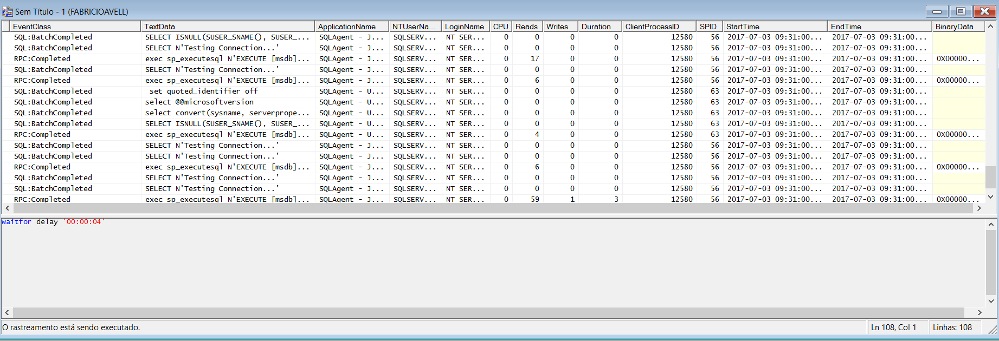 Sem Título - 1 (FABRICIOAVELL)
EventClass TextData ApplicationName NTUserNa... LoginName CPU Reads Writes Duration ClientProcessID SPID StartTime EndTime BinaryData
SQL:BatchCompleted SELECT ISNULL(SUSER_SNAME(), SUSER_... SQLAgent - J... SQLSERV... NT SER... 0 0 0 0 12580 56 2017-07-03 09:31:00... 2017-07-03 09:31:00...
SQL:BatchCompleted SELECT N'Testing Connection...' SQLAgent - J... SQLSERV... NT SER... 0 0 0 0 12580 56 2017-07-03 09:31:00... 2017-07-03 09:31:00...
RPC:Completed exec sp_executesql N'EXECUTE [msdb]... SQLAgent - J... SQLSERV... NT SER... 0 17 0 0 12580 56 2017-07-03 09:31:00... 2017-07-03 09:31:00... 0X00000...
SQL:BatchCompleted SELECT N'Testing Connection...' SQLAgent - J... SQLSERV... NT SER... 0 0 0 0 12580 56 2017-07-03 09:31:00... 2017-07-03 09:31:00...
RPC:Completed exec sp_executesql N'EXECUTE [msdb]... SQLAgent - J... SQLSERV... NT SER... 0 6 0 0 12580 56 2017-07-03 09:31:00... 2017-07-03 09:31:00... 0X00000...
SQL:BatchCompleted set quoted_identifier off SQLAgent - U... SQLSERV... NT SER... 0 0 0 0 12580 63 2017-07-03 09:31:00... 2017-07-03 09:31:00...
SQL:BatchCompleted select @@microsoftversion SQLAgent - U... SQLSERV... NT SER... 0 0 0 0 12580 63 2017-07-03 09:31:00... 2017-07-03 09:31:00...
SQL:BatchCompleted select convert(sysname, serverprope... SQLAgent - U... SQLSERV... NT SER... 0 0 0 0 12580 63 2017-07-03 09:31:00... 2017-07-03 09:31:00...
SQL:BatchCompleted SELECT ISNULL(SUSER_SNAME(), SUSER_... SQLAgent - U... SQLSERV... NT SER... 0 0 0 0 12580 63 2017-07-03 09:31:00... 2017-07-03 09:31:00...
RPC:Completed exec sp_executesql N'EXECUTE [msdb]... SQLAgent - U... SQLSERV... NT SER... 0 4 0 0 12580 63 2017-07-03 09:31:00... 2017-07-03 09:31:00... 0X00000...
SQL:BatchCompleted SELECT N'Testing Connection...' SQLAgent - J... SQLSERV... NT SER... 0 0 0 0 12580 56 2017-07-03 09:31:00... 2017-07-03 09:31:00...
SQL:BatchCompleted SELECT N'Testing Connection...' SQLAgent - J... SQLSERV... NT SER... 0 0 0 0 12580 56 2017-07-03 09:31:00... 2017-07-03 09:31:00...
RPC:Completed exec sp_executesql N'EXECUTE [msdb]... SQLAgent - J... SQLSERV... NT SER... 0 6 0 0 12580 56 2017-07-03 09:31:00... 2017-07-03 09:31:00... 0X00000...
SQL:BatchCompleted SELECT N'Testing Connection...' SQLAgent - J... SQLSERV... NT SER... 0 0 0 0 12580 56 2017-07-03 09:31:00... 2017-07-03 09:31:00...
SQL:BatchCompleted SELECT N'Testing Connection...' SQLAgent - J... SQLSERV... NT SER... 0 0 0 0 12580 56 2017-07-03 09:31:00... 2017-07-03 09:31:00...
RPC:Completed exec sp_executesql N'EXECUTE [msdb]... SQLAgent - J... SQLSERV... NT SER... 0 59 1 3 12580 56 2017-07-03 09:31:00... 2017-07-03 09:31:00... 0X00000...
waitfor delay '00:00:04'
O rastreamento está sendo executado. Ln 108, Col 1 Linhas: 108